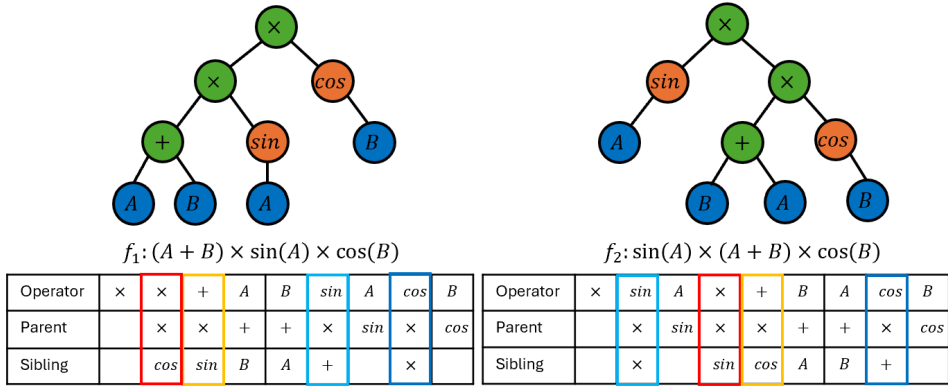 ×
× cos
+ sin B
A B A
f₁: (A + B) × sin(A) × cos(B)
Operator × × + A B sin A cos B
Parent × × + + × sin × cos
Sibling cos sin B A + ×
×
sin ×
A + cos
B A B
f₂: sin(A) × (A + B) × cos(B)
Operator × sin A × + B A cos B
Parent × sin × × + + × cos
Sibling × sin cos A B +